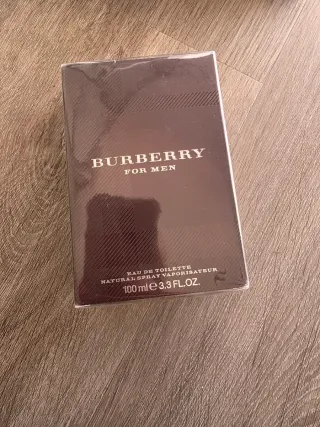 BURBERRY
FOR MEN
EAU DE TOILETTE
NATURAL SPRAY VAPORISATEUR
100 ml ℮ 3.3 FL.OZ.